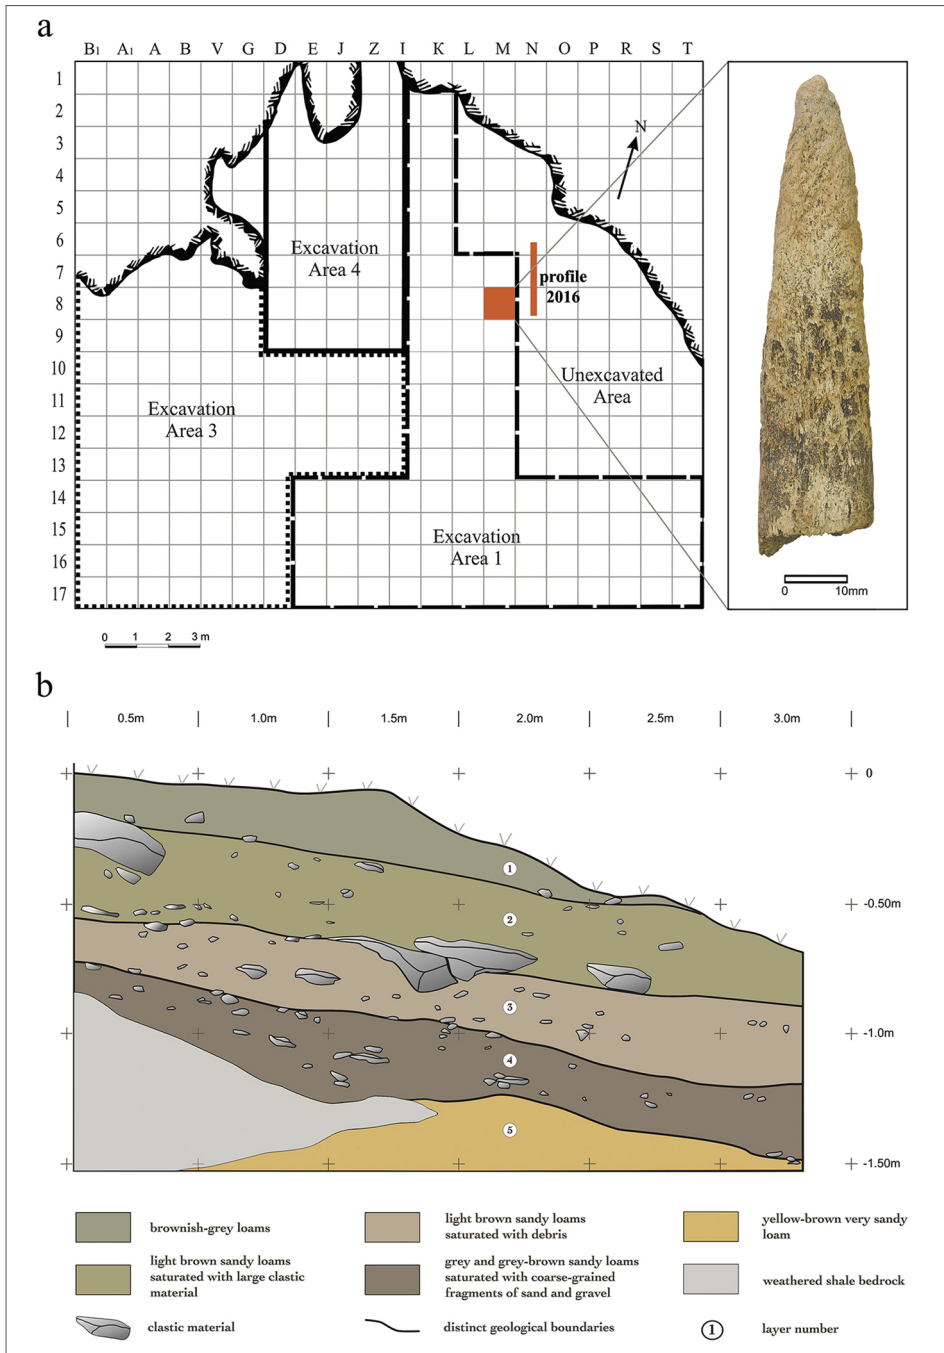 a
B1 A1 A B V G D E J Z I K L M N O P R S T
1
2
3
4
5
6
7
8
9
10
11
12
13
14
15
16
17
N
Excavation
Area 4
profile
2016
Unexcavated
Area
Excavation
Area 3
Excavation
Area 1
0 10mm
0 1 2 3 m
b
0.5m 1.0m 1.5m 2.0m 2.5m 3.0m
0
-0.50m
-1.0m
-1.50m
1
2
3
4
5
brownish-grey loams
light brown sandy loams
saturated with debris
yellow-brown very sandy
loam
light brown sandy loams
saturated with large clastic
material
grey and grey-brown sandy loams
saturated with coarse-grained
fragments of sand and gravel
weathered shale bedrock
clastic material
distinct geological boundaries
1
layer number